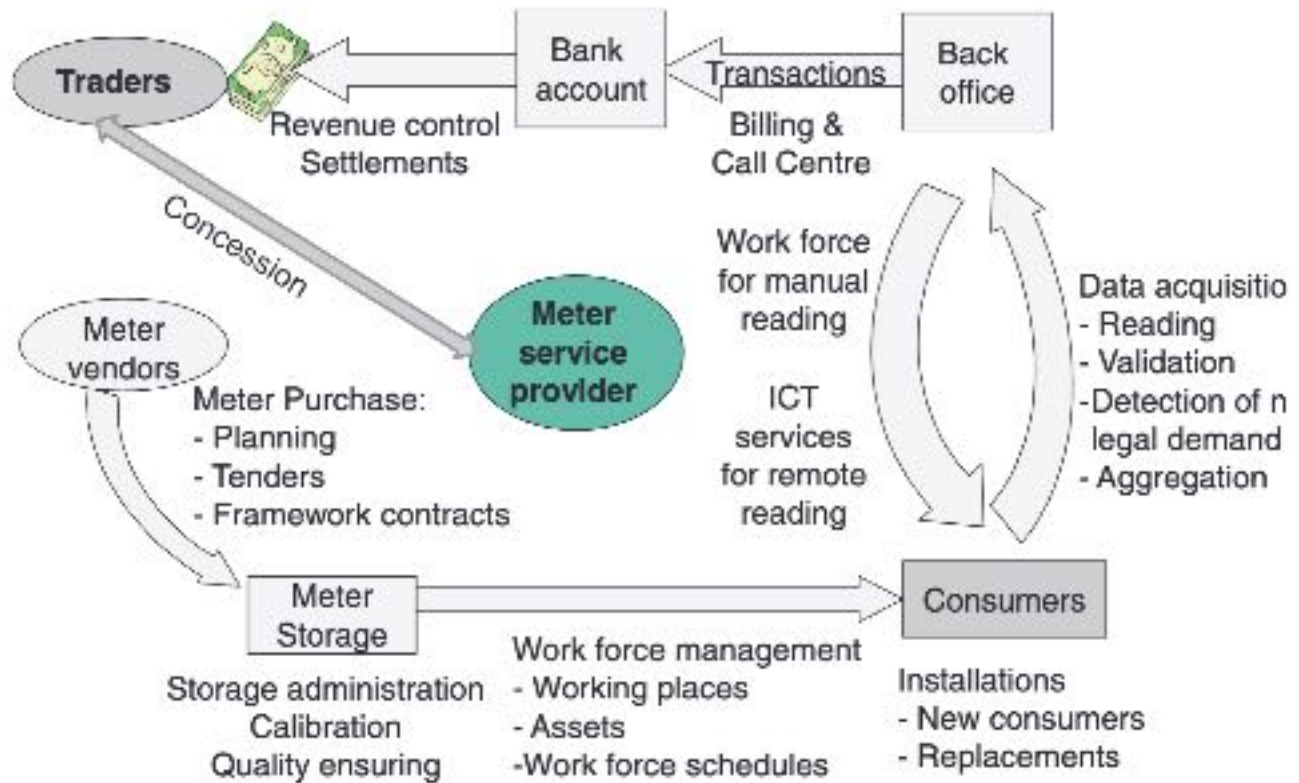 Traders
Bank
account
Transactions
Back
office
Revenue control
Settlements
Billing &
Call Centre
Concession
Work force
for manual
reading
Meter
service
provider
Data acquisitio
- Reading
- Validation
-Detection of n
legal demand
- Aggregation
Meter
vendors
Meter Purchase:
- Planning
- Tenders
- Framework contracts
ICT
services
for remote
reading
Meter
Storage
Consumers
Storage administration
Calibration
Quality ensuring
Work force management
- Working places
- Assets
-Work force schedules
Installations
- New consumers
- Replacements